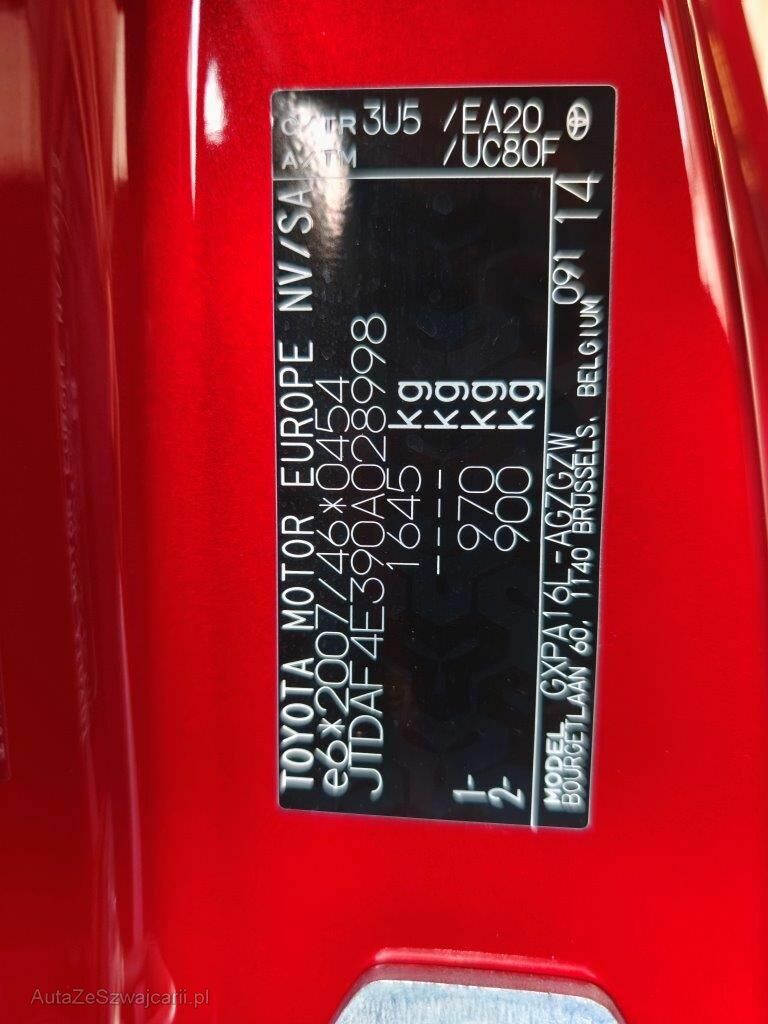 TOYOTA MOTOR EUROPE NV/SA
e6*2007/46*0454
JTDAF4E390A028998
1645 kg
---- kg
1- 970 kg
2- 900 kg
C/TR 3U5 /EA20
A/TM /UC80F
MODEL GXPA16L-AGZGZW 091 14
BOURGETLAAN 60, 1140 BRUSSELS, BELGIUM
AutaZeSzwajcarii.pl